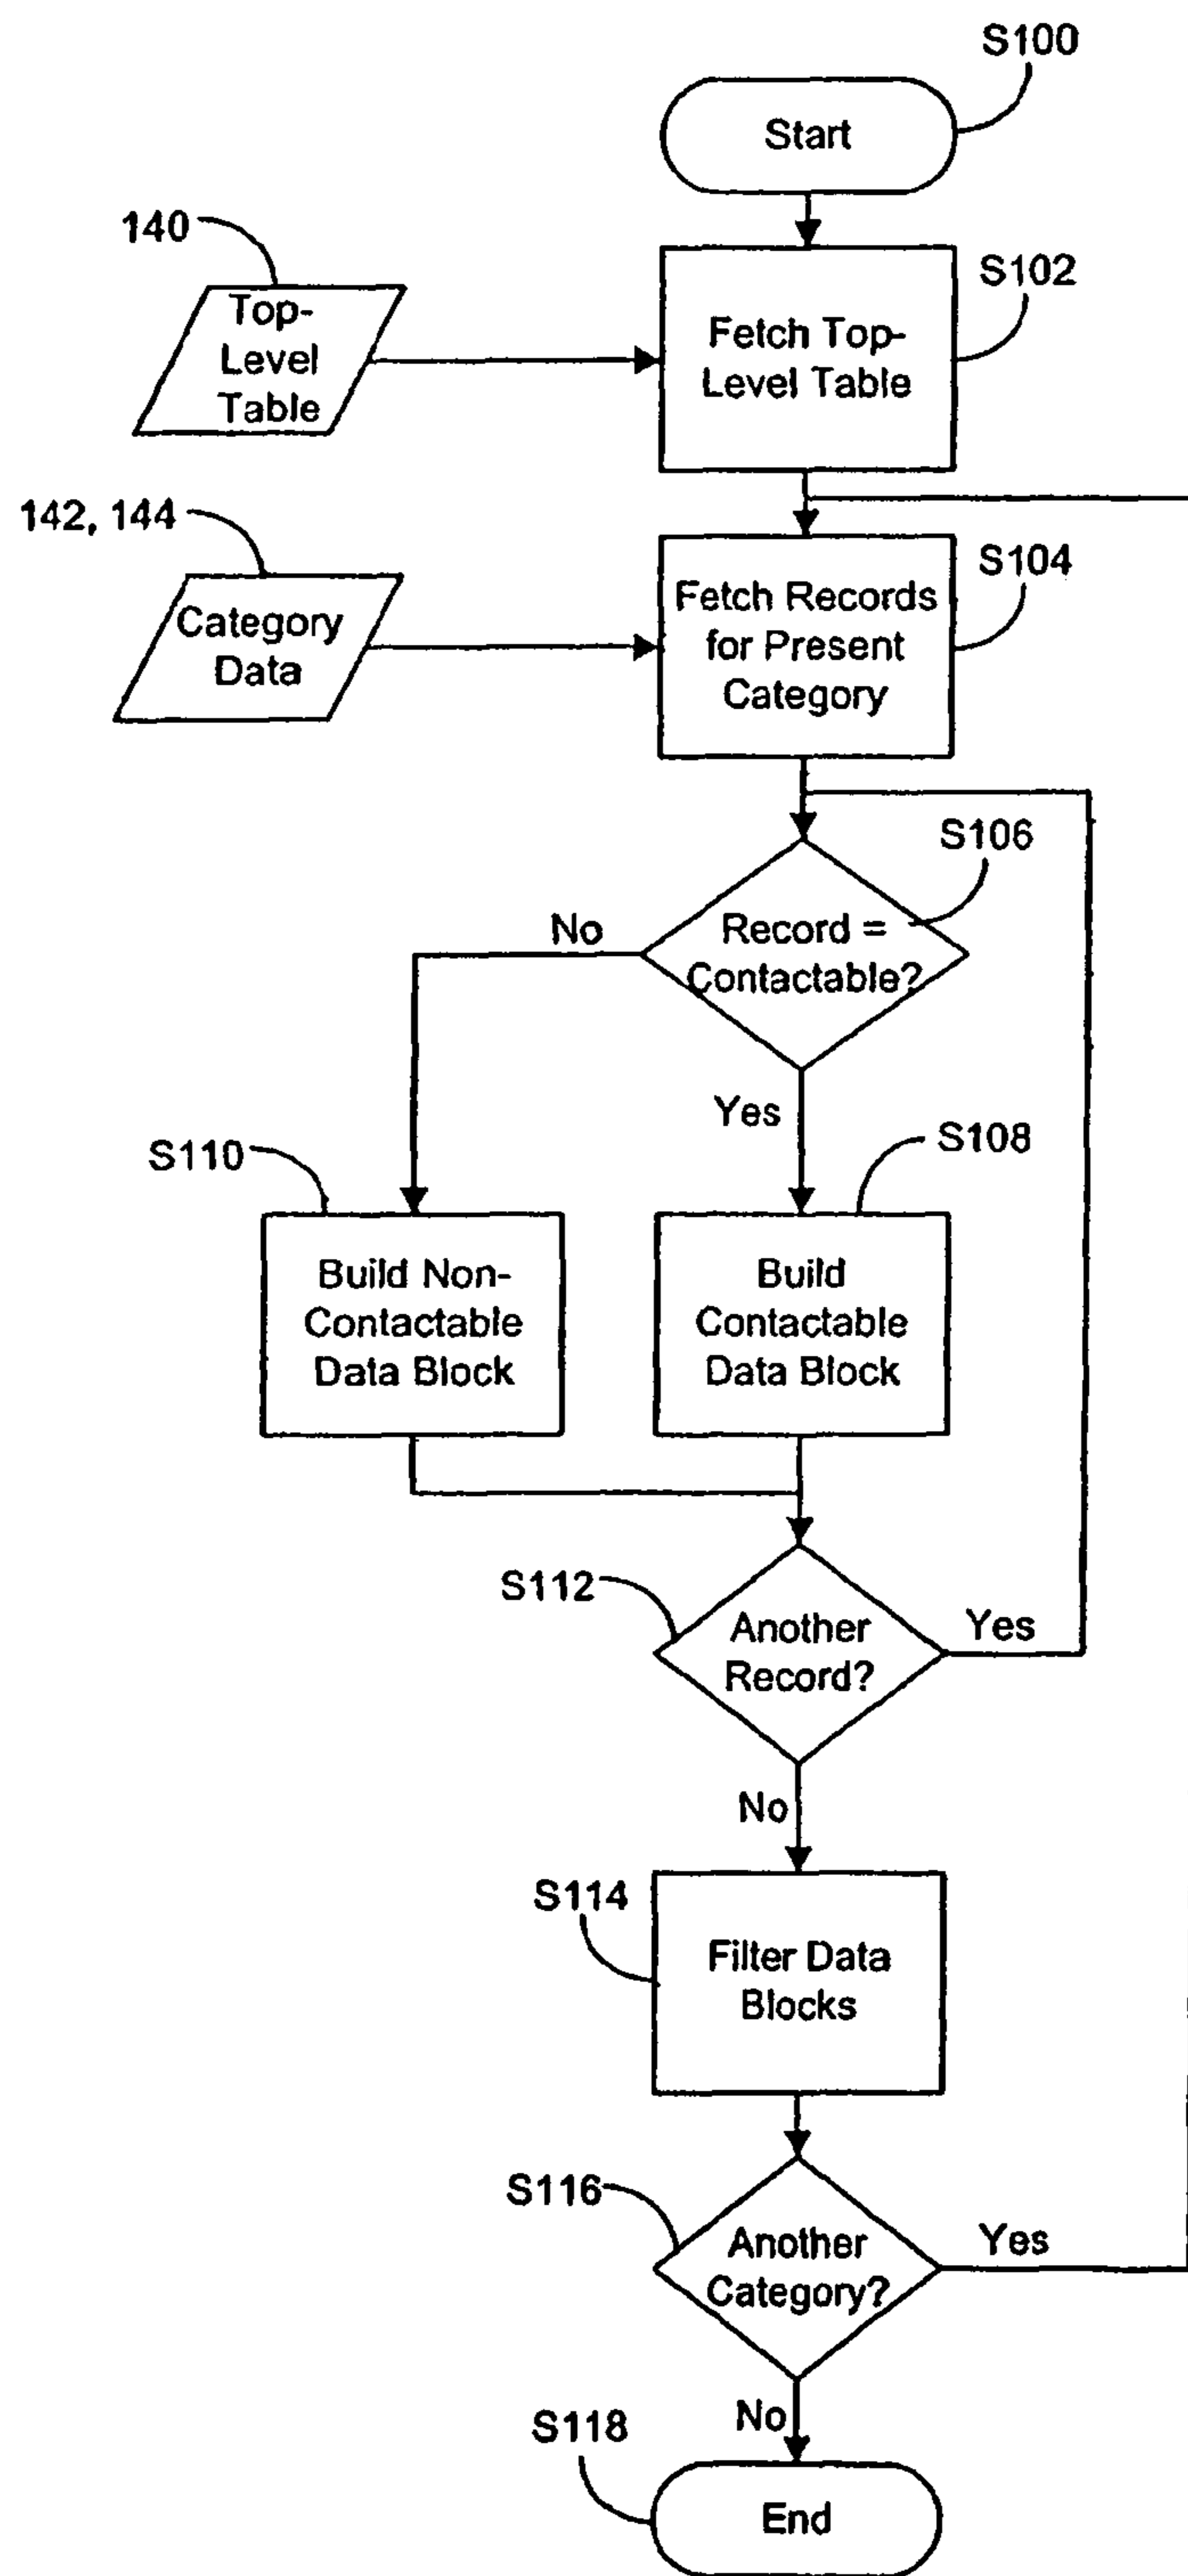 S100
Start
140
Top-
Level
Table
S102
Fetch Top-
Level Table
142, 144
Category
Data
S104
Fetch Records
for Present
Category
S106
Record =
Contactable?
No
Yes
S110
Build Non-
Contactable
Data Block
S108
Build
Contactable
Data Block
S112
Another
Record?
Yes
No
S114
Filter Data
Blocks
S116
Another
Category?
Yes
No
S118
End